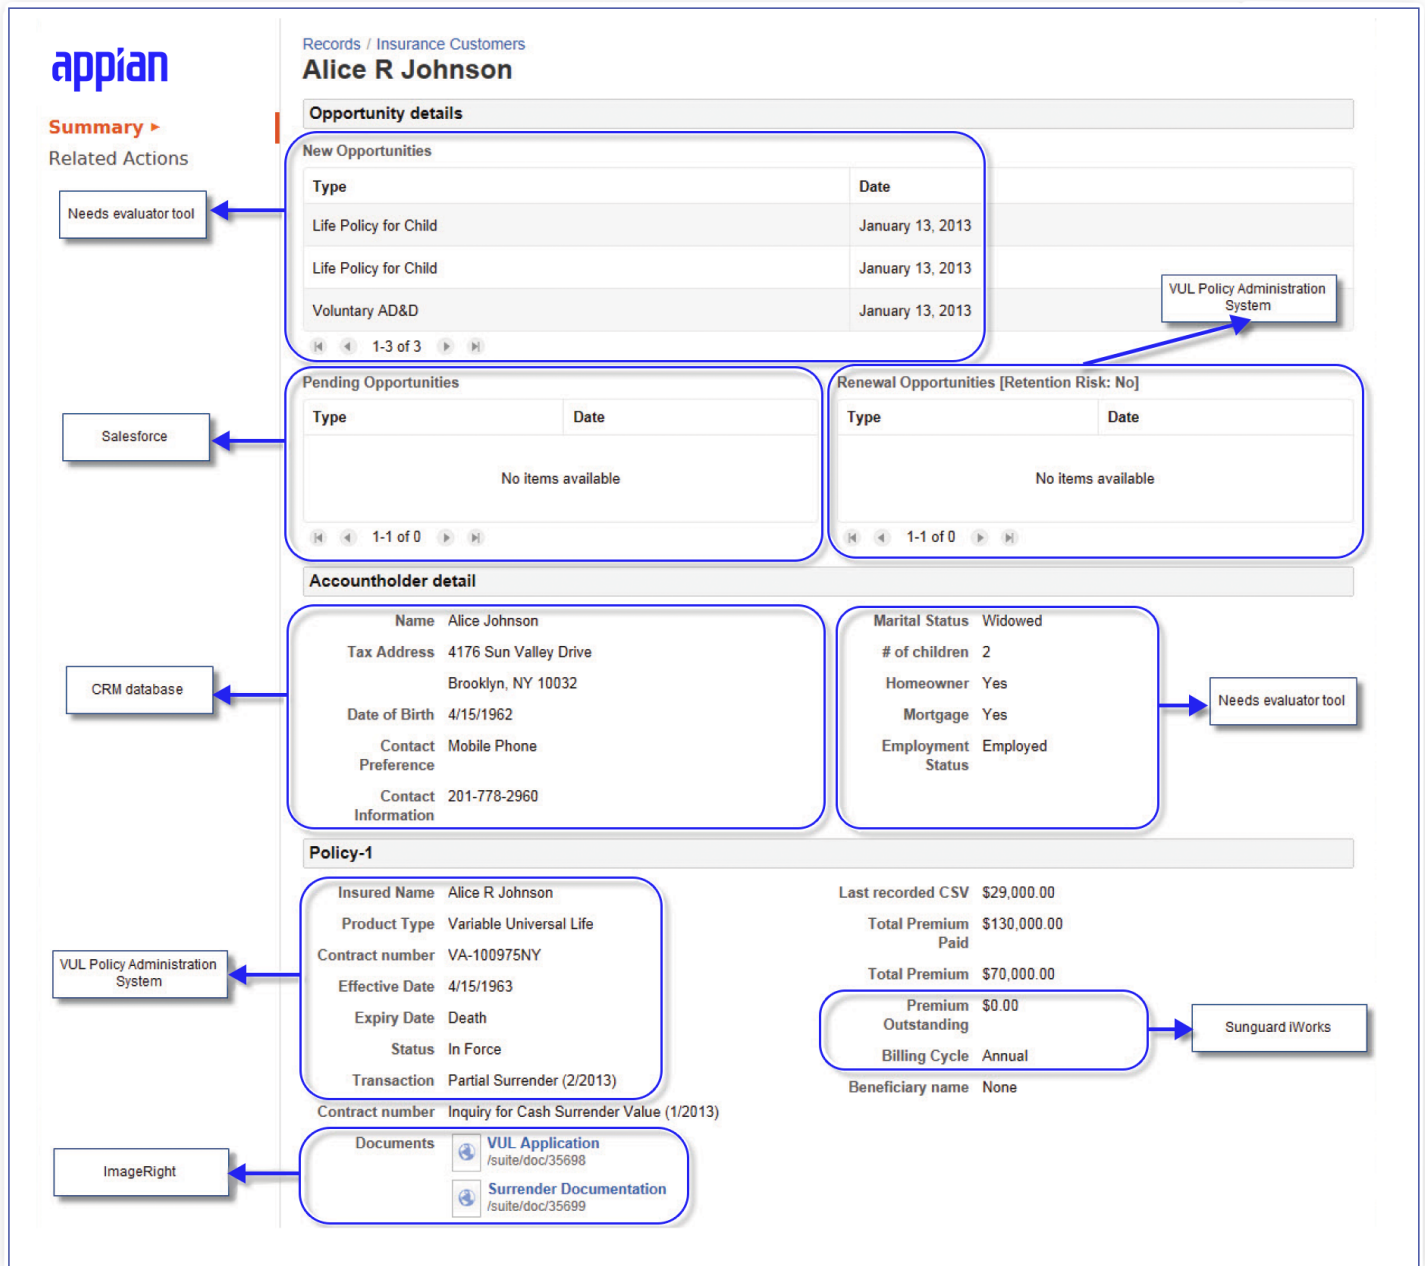 appian
Summary ▸
Related Actions
Records / Insurance Customers
Alice R Johnson
Opportunity details
New Opportunities
Type Date
Life Policy for Child January 13, 2013
Life Policy for Child January 13, 2013
Voluntary AD&D January 13, 2013
1-3 of 3
Needs evaluator tool
VUL Policy Administration
System
Pending Opportunities
Type Date
No items available
1-1 of 0
Salesforce
Renewal Opportunities [Retention Risk: No]
Type Date
No items available
1-1 of 0
Accountholder detail
Name Alice Johnson
Tax Address 4176 Sun Valley Drive
Brooklyn, NY 10032
Date of Birth 4/15/1962
Contact Mobile Phone
Preference
Contact 201-778-2960
Information
CRM database
Marital Status Widowed
# of children 2
Homeowner Yes
Mortgage Yes
Employment Employed
Status
Needs evaluator tool
Policy-1
Insured Name Alice R Johnson
Product Type Variable Universal Life
Contract number VA-100975NY
Effective Date 4/15/1963
Expiry Date Death
Status In Force
Transaction Partial Surrender (2/2013)
Contract number Inquiry for Cash Surrender Value (1/2013)
Documents VUL Application
/suite/doc/35698
Surrender Documentation
/suite/doc/35699
VUL Policy Administration
System
ImageRight
Last recorded CSV $29,000.00
Total Premium $130,000.00
Paid
Total Premium $70,000.00
Premium $0.00
Outstanding
Billing Cycle Annual
Beneficiary name None
Sunguard iWorks